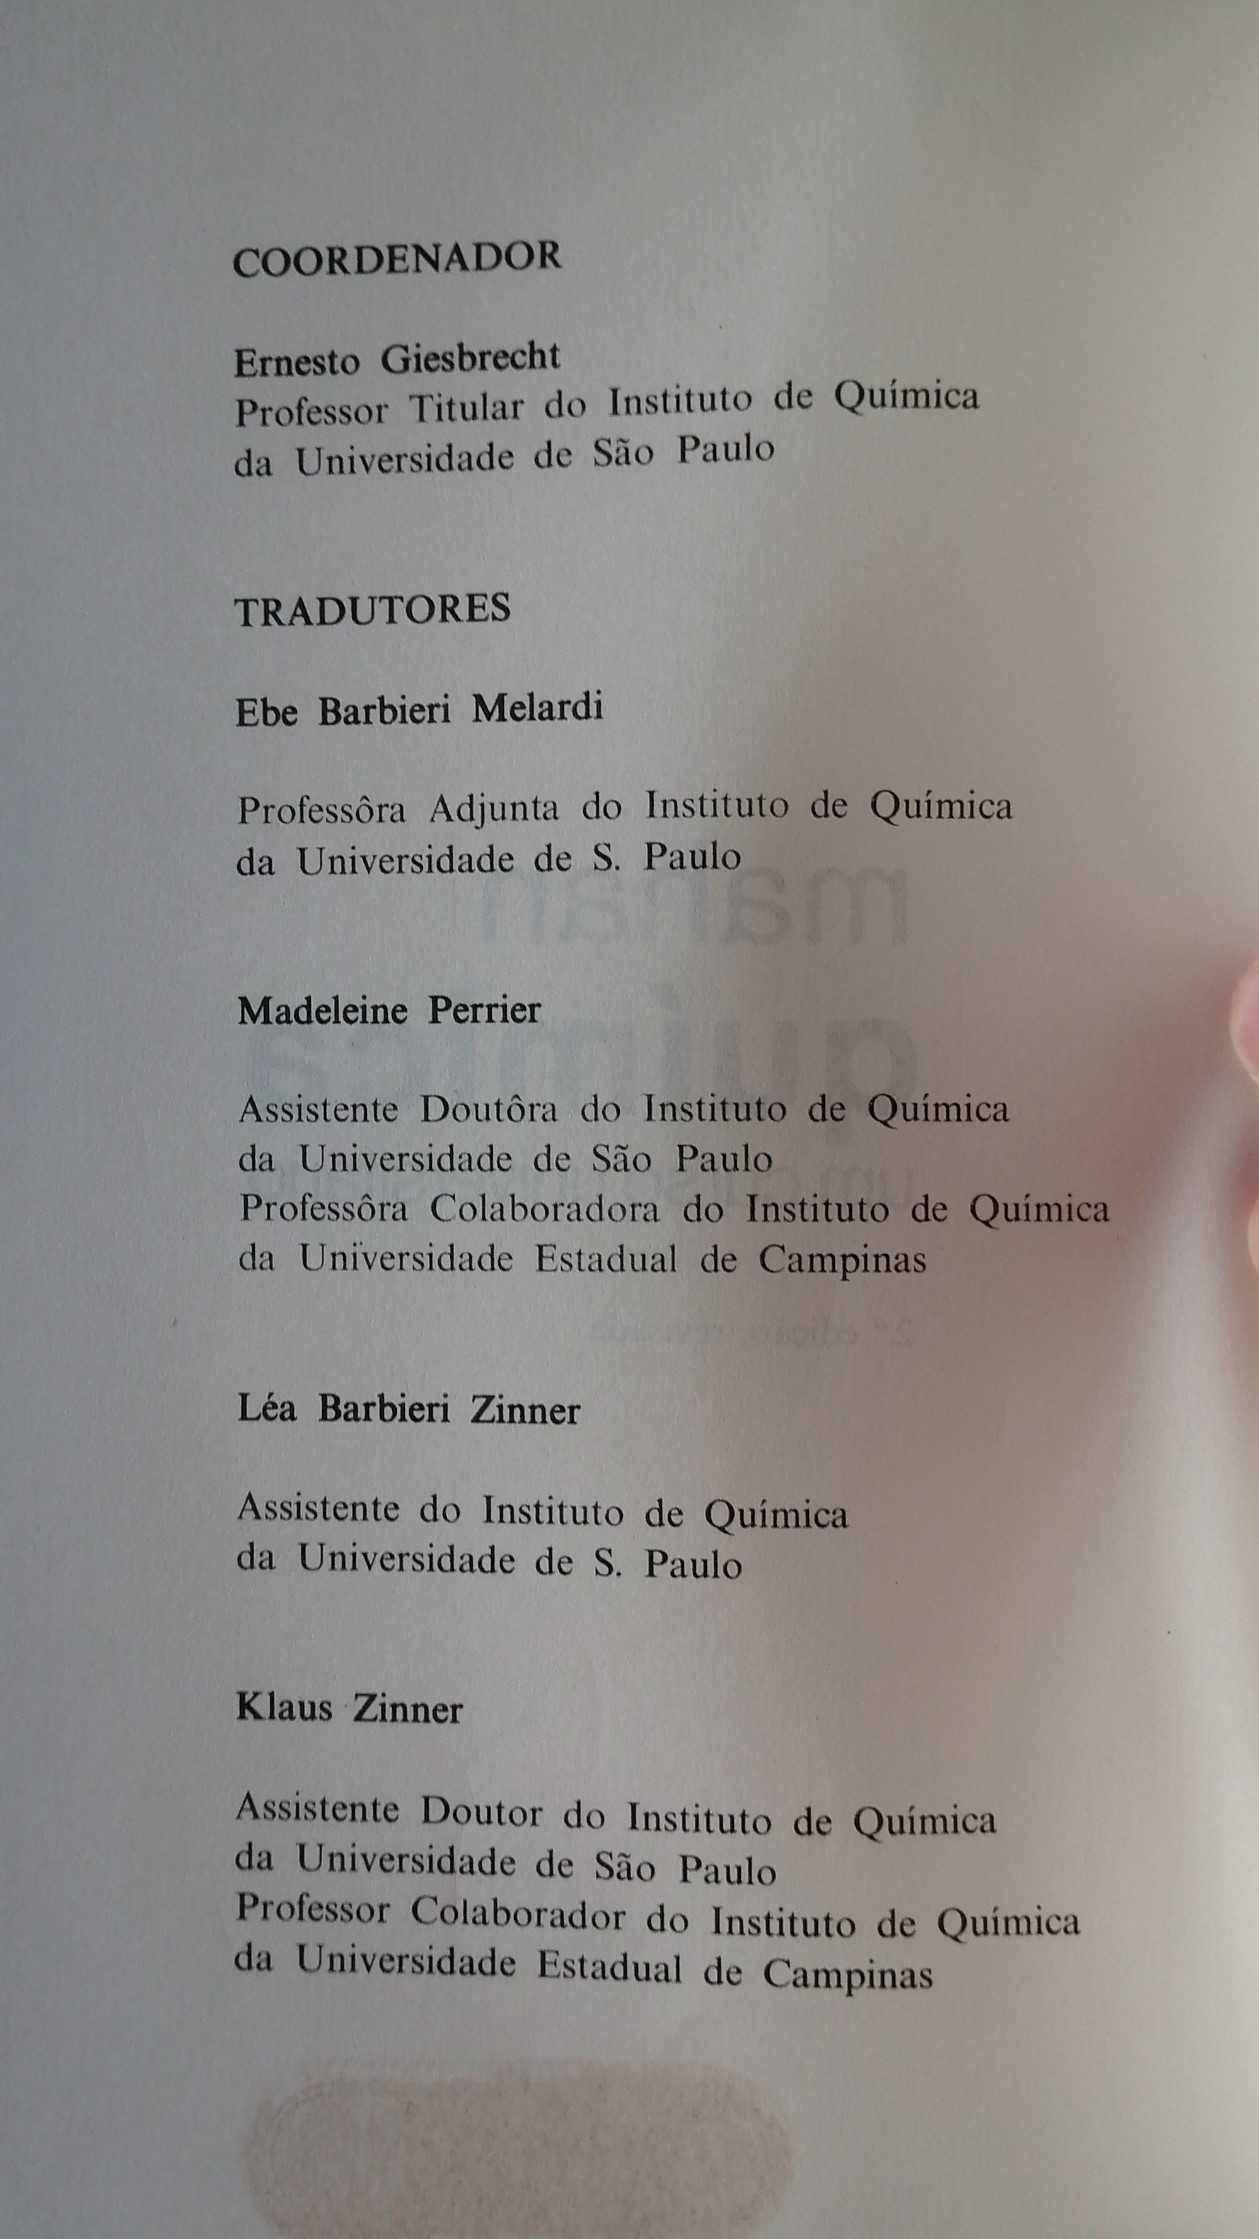 COORDENADOR
Ernesto Giesbrecht
Professor Titular do Instituto de Química
da Universidade de São Paulo
TRADUTORES
Ebe Barbieri Melardi
Professôra Adjunta do Instituto de Química
da Universidade de S. Paulo
Madeleine Perrier
Assistente Doutôra do Instituto de Química
da Universidade de São Paulo
Professôra Colaboradora do Instituto de Química
da Universidade Estadual de Campinas
Léa Barbieri Zinner
Assistente do Instituto de Química
da Universidade de S. Paulo
Klaus Zinner
Assistente Doutor do Instituto de Química
da Universidade de São Paulo
Professor Colaborador do Instituto de Química
da Universidade Estadual de Campinas
mahan
química